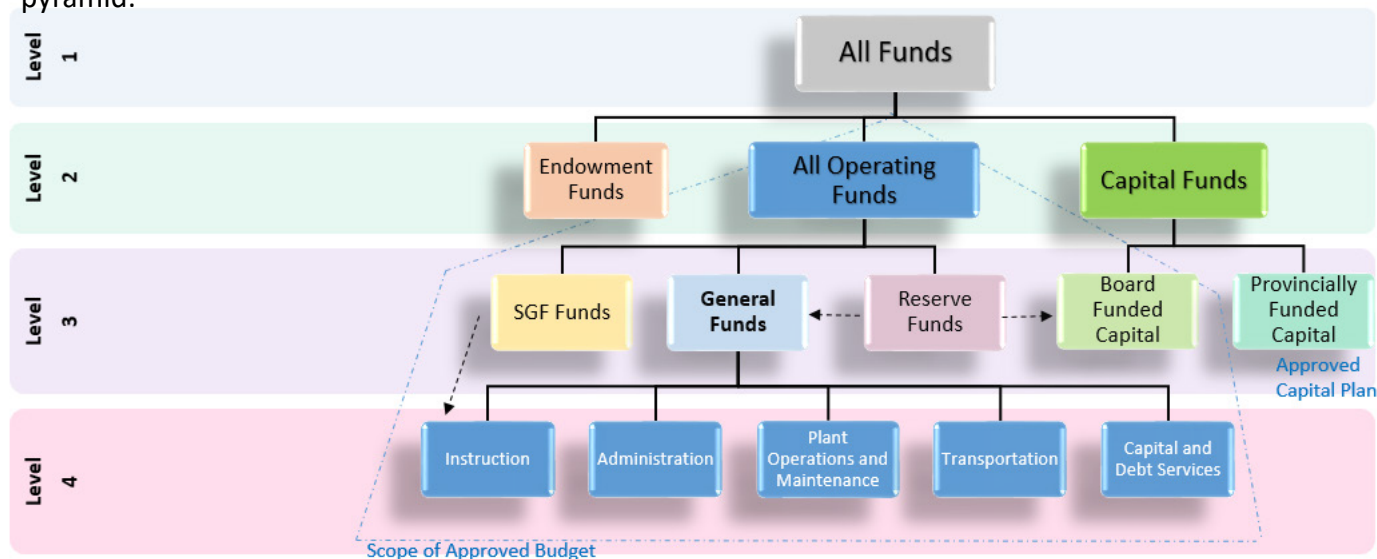 pyramid.
Level 1
All Funds
Level 2
Endowment
Funds
All Operating
Funds
Capital Funds
Level 3
SGF Funds
General
Funds
Reserve
Funds
Board
Funded
Capital
Provincially
Funded
Capital
Approved
Capital Plan
Level 4
Instruction
Administration
Plant
Operations and
Maintenance
Transportation
Capital and
Debt Services
Scope of Approved Budget